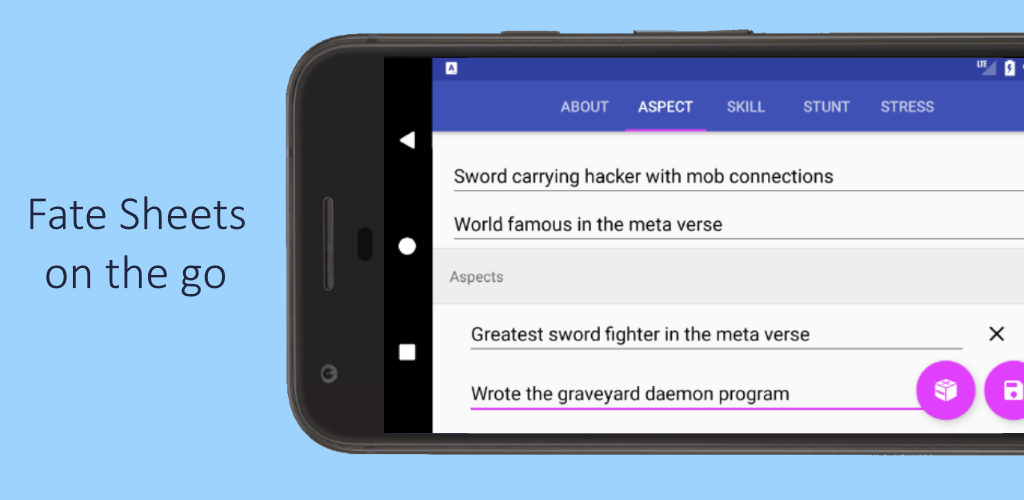 Fate Sheets
on the go
A
LTE
ABOUT ASPECT SKILL STUNT STRESS
Sword carrying hacker with mob connections
World famous in the meta verse
Aspects
Greatest sword fighter in the meta verse
Wrote the graveyard daemon program